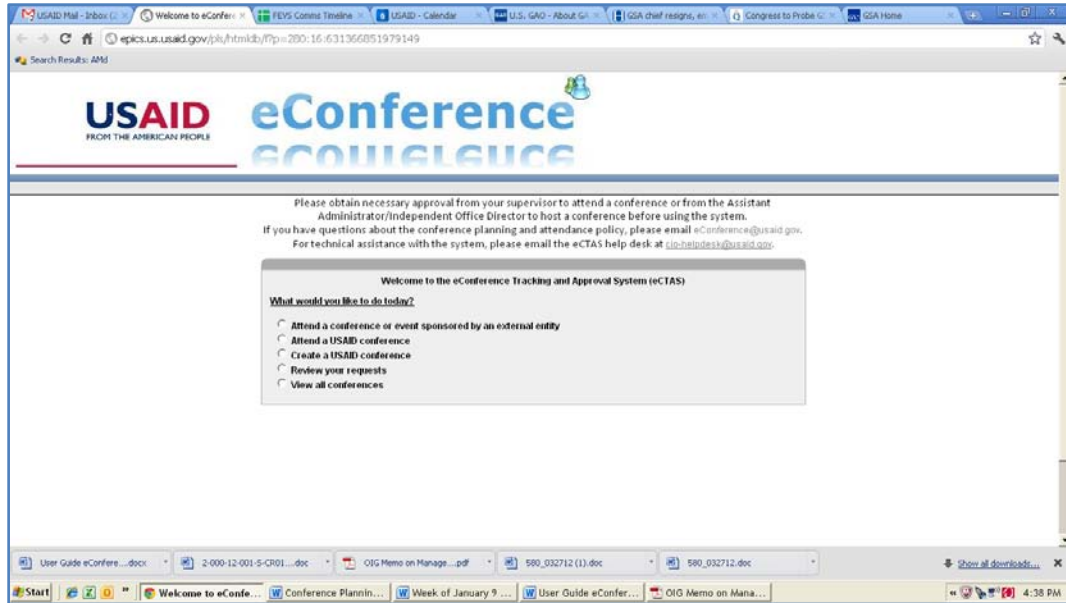 USAID Mail - Inbox (2
Welcome to eConfere
FEVS Comms Timeline
USAID - Calendar
U.S. GAO - About GA
GSA chief resigns, en
Congress to Probe G
GSA Home
epics.us.usaid.gov/pls/htmldb/f?p=280:16:631366851979149
Search Results: AMd
USAID
FROM THE AMERICAN PEOPLE
eConference
Please obtain necessary approval from your supervisor to attend a conference or from the Assistant
Administrator/Independent Office Director to host a conference before using the system.
If you have questions about the conference planning and attendance policy, please email eConference@usaid.gov.
For technical assistance with the system, please email the eCTAS help desk at cio-helpdesk@usaid.gov.
Welcome to the eConference Tracking and Approval System (eCTAS)
What would you like to do today?
Attend a conference or event sponsored by an external entity
Attend a USAID conference
Create a USAID conference
Review your requests
View all conferences
User Guide eConfere....docx
2-000-12-001-S-CR01....doc
OIG Memo on Manage....pdf
580_032712 (1).doc
580_032712.doc
Show all downloads...
Start
Welcome to eConfe...
Conference Plannin...
Week of January 9 ...
User Guide eConfer...
OIG Memo on Mana...
4:38 PM